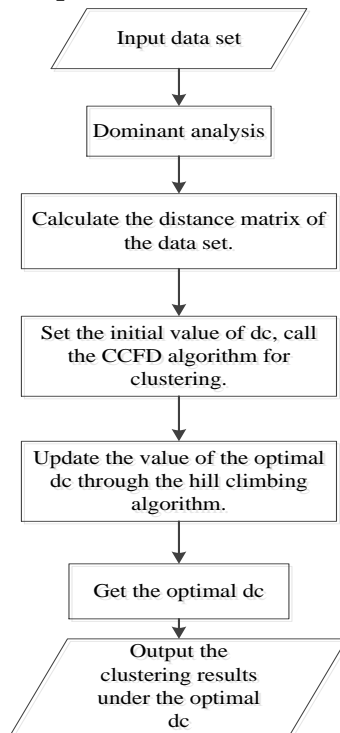 Input data set
Dominant analysis
Calculate the distance matrix of
the data set.
Set the initial value of dc, call
the CCFD algorithm for
clustering.
Update the value of the optimal
dc through the hill climbing
algorithm.
Get the optimal dc
Output the
clustering results
under the optimal
dc